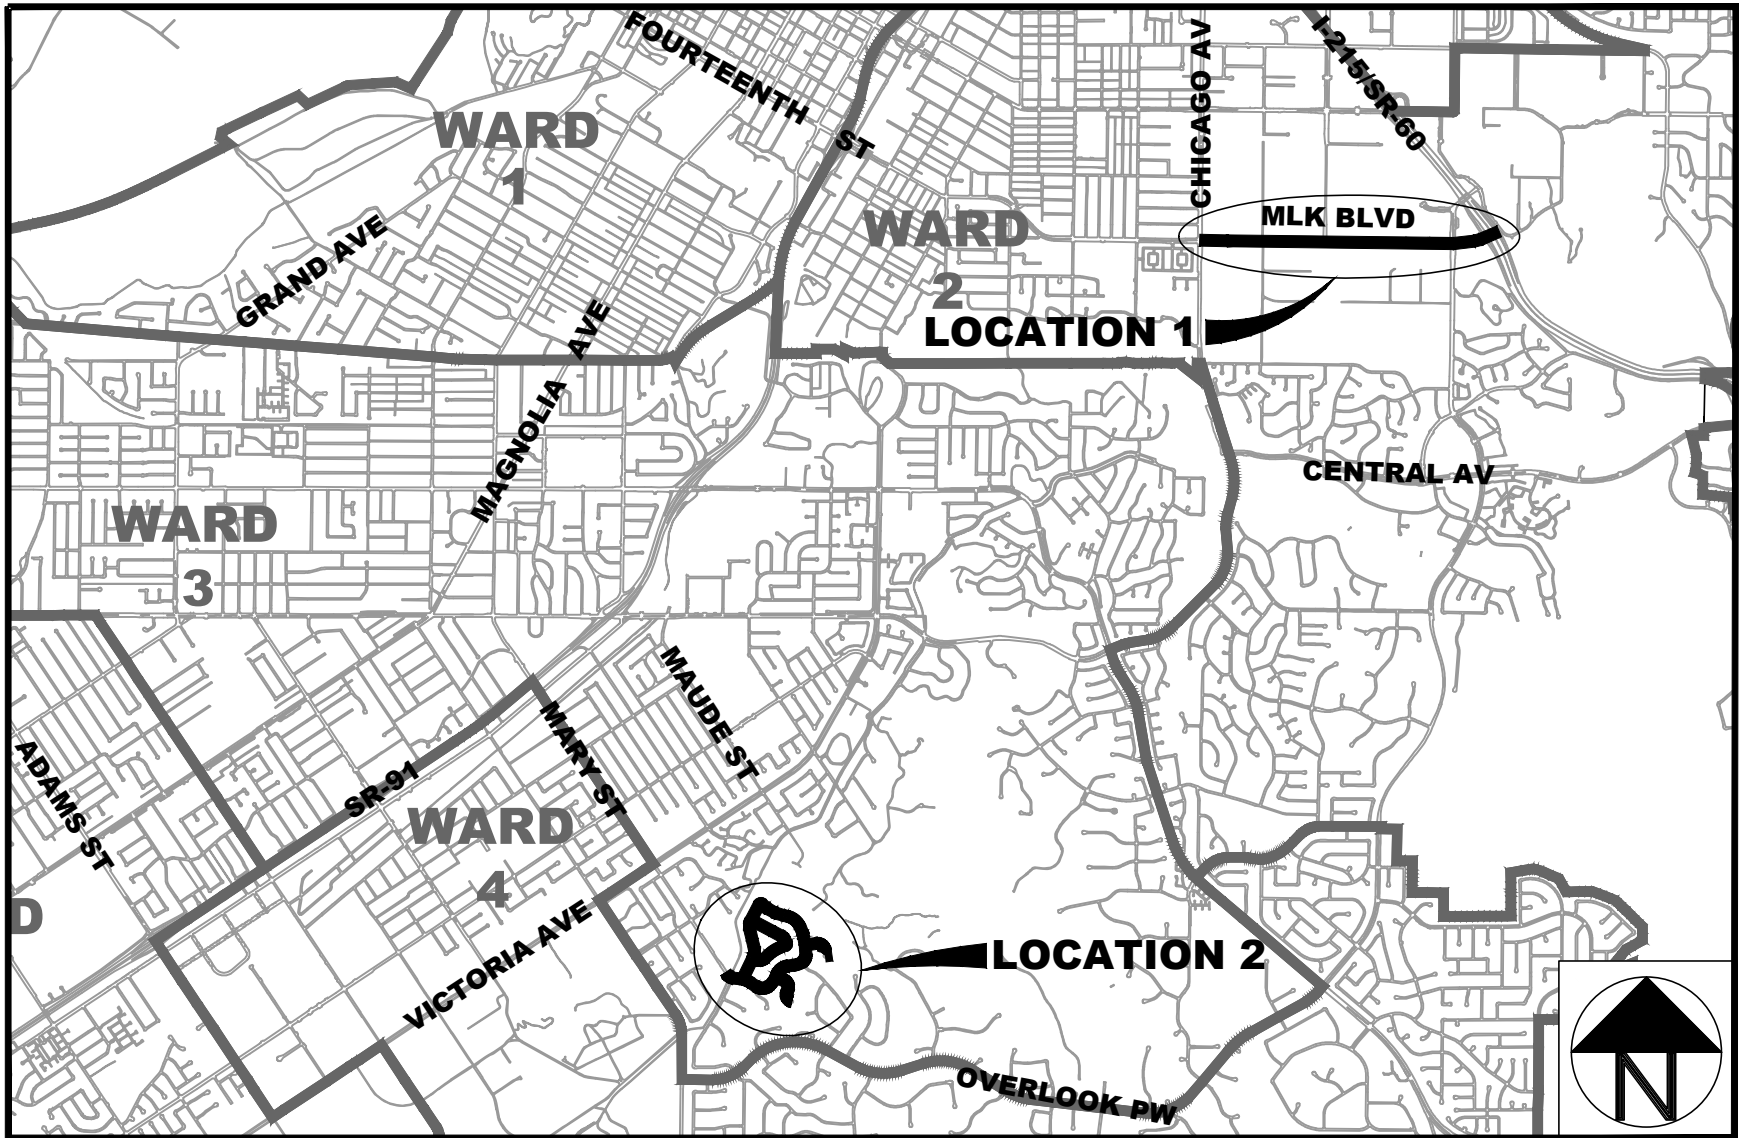 FOURTEENTH ST
CHICAGO AV
I-215/SR-60
WARD
1
WARD
2
MLK BLVD
GRAND AVE
MAGNOLIA AVE
LOCATION 1
CENTRAL AV
WARD
3
MAUDE ST
MARY ST
ADAMS ST
SR-91
WARD
4
D
VICTORIA AVE
LOCATION 2
OVERLOOK PW
N